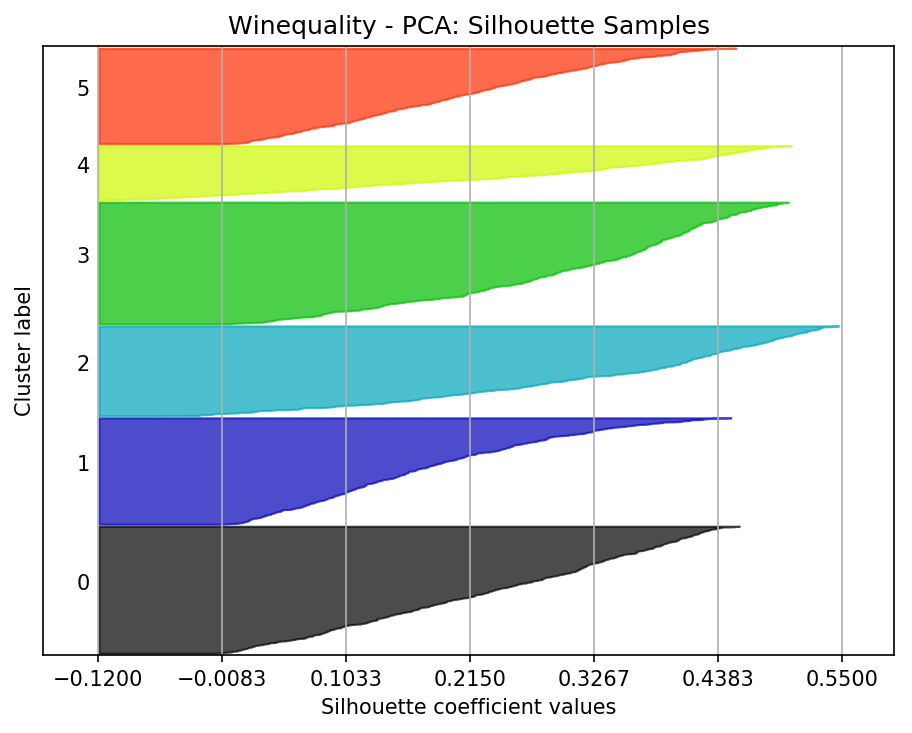 Winequality - PCA: Silhouette Samples
5
4
3
2
1
0
Cluster label
−0.1200 −0.0083 0.1033 0.2150 0.3267 0.4383 0.5500
Silhouette coefficient values